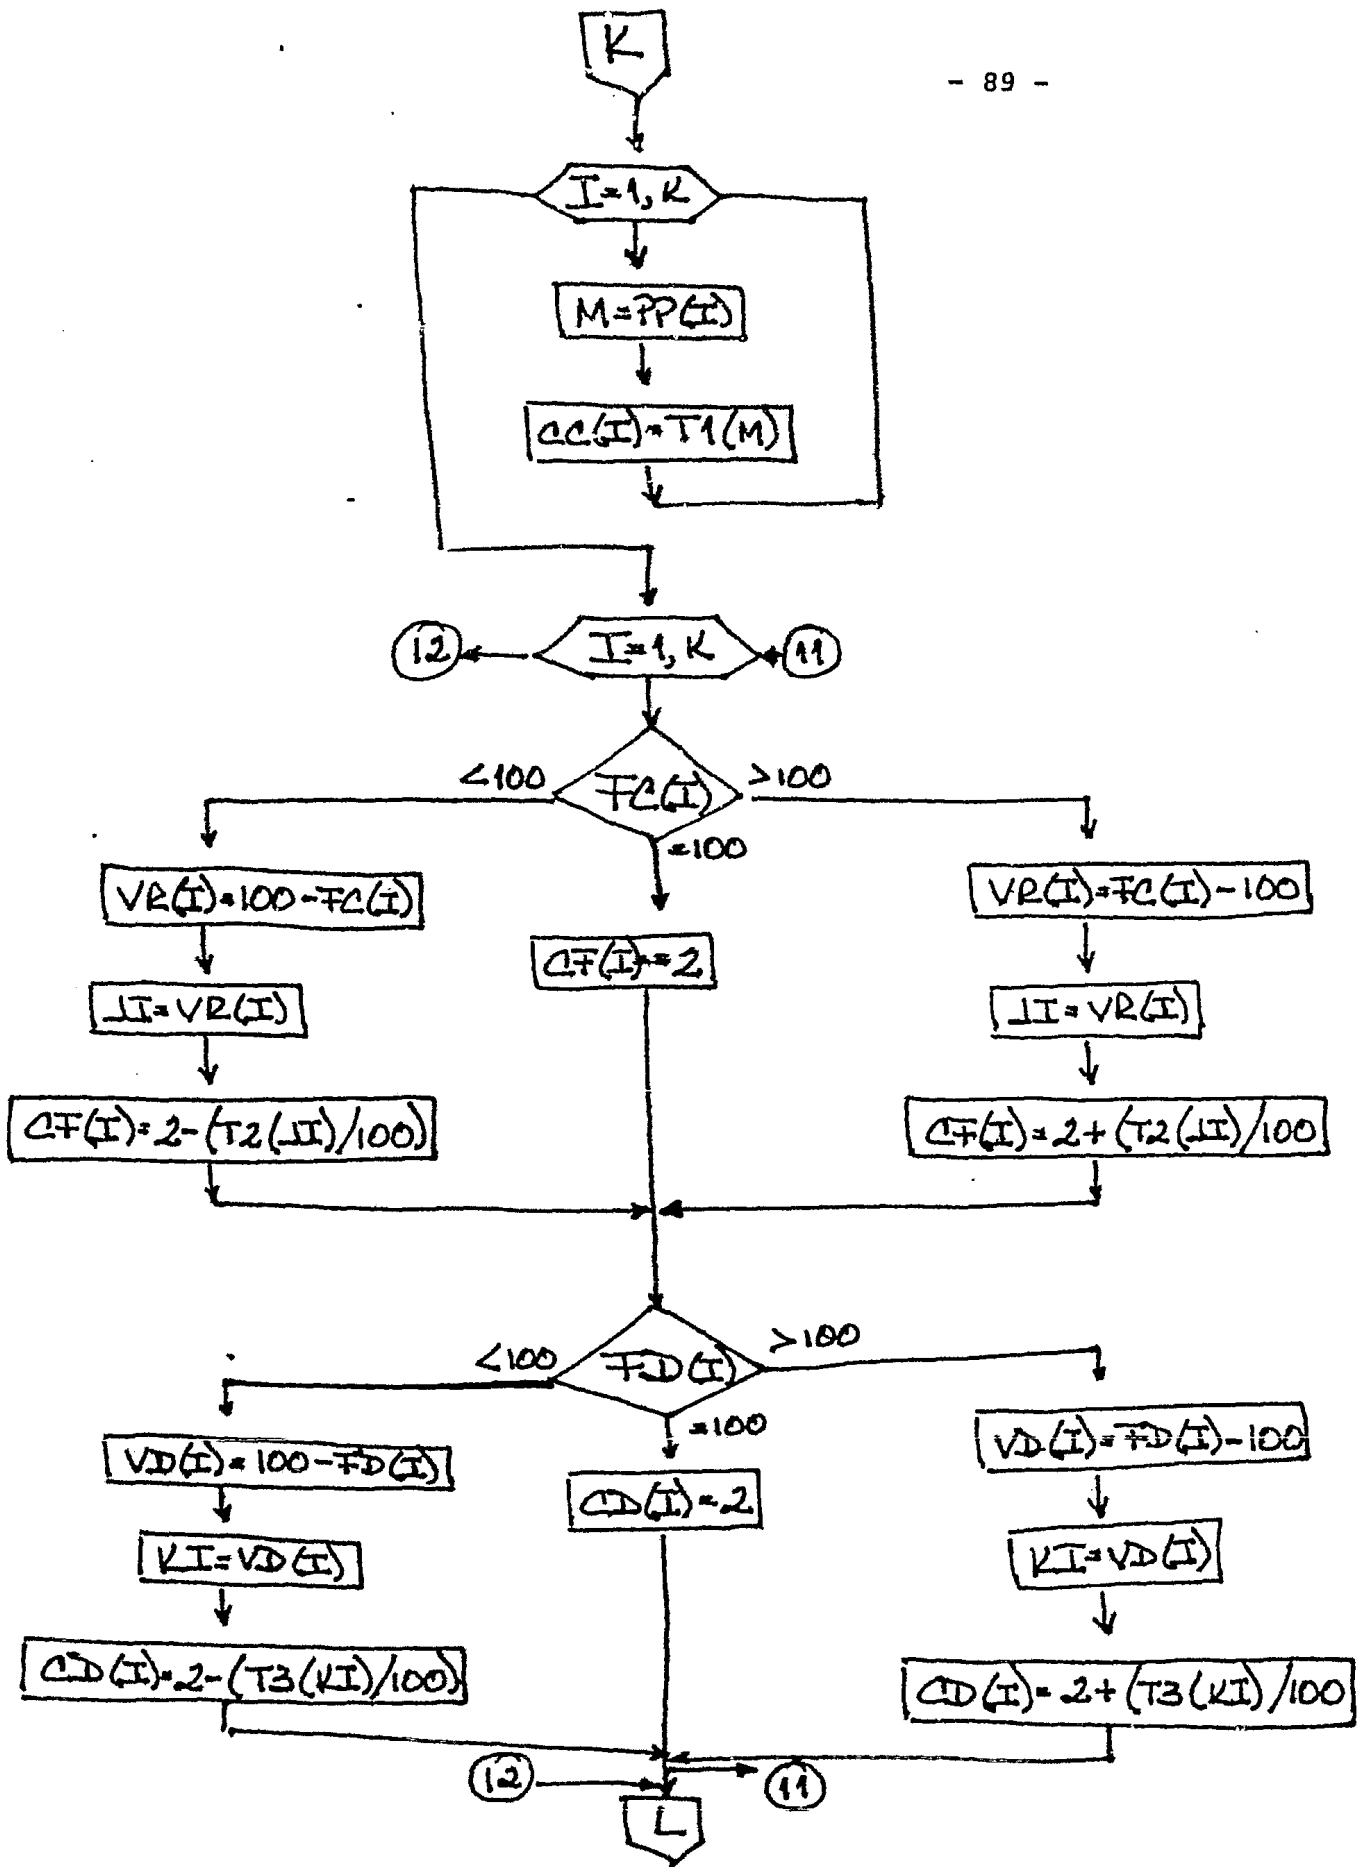 K
- 89 -
I=1, K
M=PP(I)
CC(I)=T1(M)
12
I=1, K
11
<100
FC(I)
>100
=100
VR(I)=100-FC(I)
VR(I)=FC(I)-100
CF(I)=2
JI=VR(I)
JI=VR(I)
CF(I)=2-(T2(JI)/100)
CF(I)=2+(T2(JI)/100
<100
FD(I)
>100
=100
VD(I)=100-FD(I)
VD(I)=FD(I)-100
CD(I)=2
KI=VD(I)
KI=VD(I)
CD(I)=2-(T3(KI)/100)
CD(I)=2+(T3(KI)/100
12
11
L